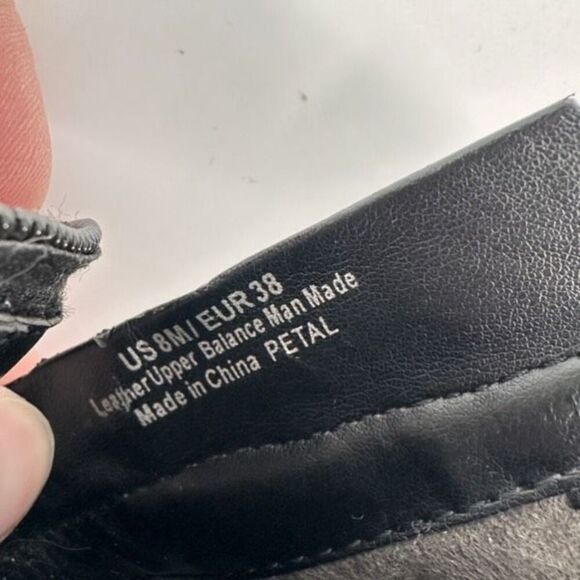 US 8M / EUR 38
Leather Upper Balance Man Made
Made in China PETAL